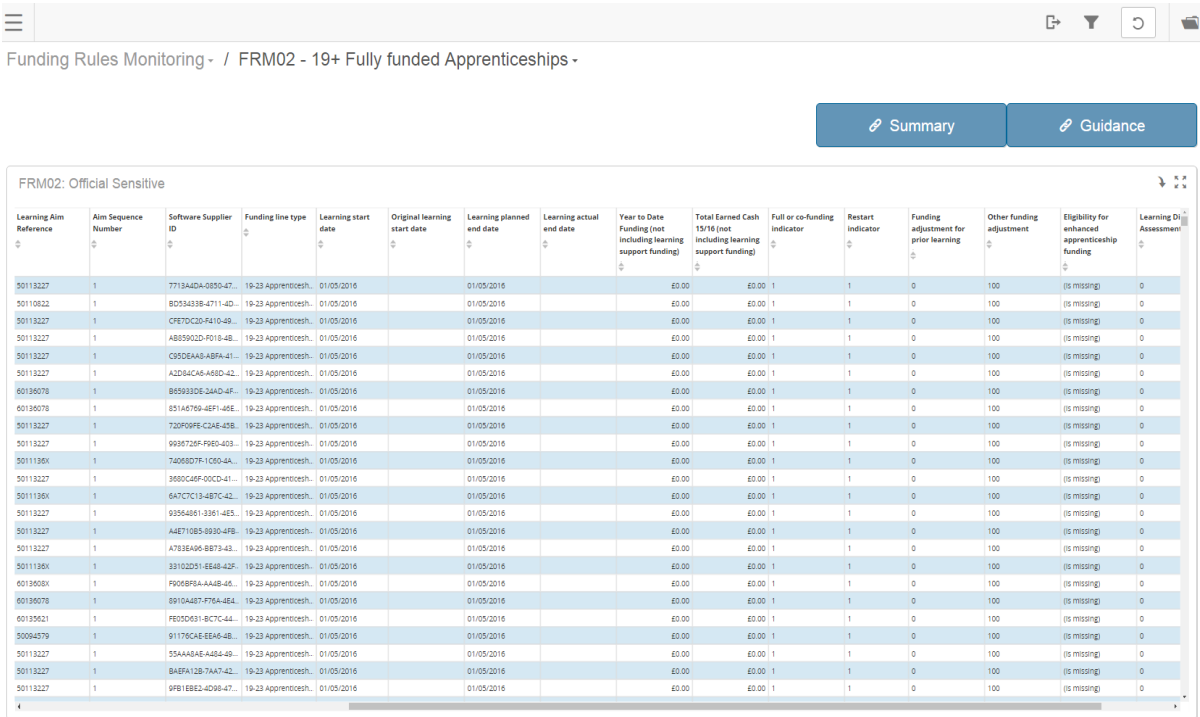 Funding Rules Monitoring / FRM02 - 19+ Fully funded Apprenticeships
Summary Guidance
FRM02: Official Sensitive
Learning Aim Reference Aim Sequence Number Software Supplier ID Funding line type Learning start date Original learning start date Learning planned end date Learning actual end date Year to Date Funding (not including learning support funding) Total Earned Cash 15/16 (not including learning support funding) Full or co-funding indicator Restart indicator Funding adjustment for prior learning Other funding adjustment Eligibility for enhanced apprenticeship funding Learning Di Assessment
50113227 1 7713A4DA-0850-47... 19-23 Apprenticesh.. 01/05/2016 01/05/2016 £0.00 £0.00 1 1 0 100 (is missing) 0
50110822 1 BD53433B-4711-4D... 19-23 Apprenticesh.. 01/05/2016 01/05/2016 £0.00 £0.00 1 1 0 100 (is missing) 0
50113227 1 CFE7DC20-F410-49... 19-23 Apprenticesh.. 01/05/2016 01/05/2016 £0.00 £0.00 1 1 0 100 (is missing) 0
50113227 1 AB85902D-F018-4B... 19-23 Apprenticesh.. 01/05/2016 01/05/2016 £0.00 £0.00 1 1 0 100 (is missing) 0
50113227 1 C95DEAA8-ABFA-41... 19-23 Apprenticesh.. 01/05/2016 01/05/2016 £0.00 £0.00 1 1 0 100 (is missing) 0
50113227 1 A2D84CA6-A68D-42... 19-23 Apprenticesh.. 01/05/2016 01/05/2016 £0.00 £0.00 1 1 0 100 (is missing) 0
60136078 1 B65933DE-24AD-4F... 19-23 Apprenticesh.. 01/05/2016 01/05/2016 £0.00 £0.00 1 1 0 100 (is missing) 0
60136078 1 851A6769-4EF1-46E... 19-23 Apprenticesh.. 01/05/2016 01/05/2016 £0.00 £0.00 1 1 0 100 (is missing) 0
50113227 1 720F09FE-C2AE-45B.. 19-23 Apprenticesh.. 01/05/2016 01/05/2016 £0.00 £0.00 1 1 0 100 (is missing) 0
50113227 1 9936726F-F9E0-403... 19-23 Apprenticesh.. 01/05/2016 01/05/2016 £0.00 £0.00 1 1 0 100 (is missing) 0
5011136X 1 74068D7F-1C60-4A... 19-23 Apprenticesh.. 01/05/2016 01/05/2016 £0.00 £0.00 1 1 0 100 (is missing) 0
50113227 1 3680C46F-00CD-41... 19-23 Apprenticesh.. 01/05/2016 01/05/2016 £0.00 £0.00 1 1 0 100 (is missing) 0
5011136X 1 6A7C7C13-4B7C-42... 19-23 Apprenticesh.. 01/05/2016 01/05/2016 £0.00 £0.00 1 1 0 100 (is missing) 0
50113227 1 93564861-3361-4E5... 19-23 Apprenticesh.. 01/05/2016 01/05/2016 £0.00 £0.00 1 1 0 100 (is missing) 0
50113227 1 A4E710B5-8930-4FB.. 19-23 Apprenticesh.. 01/05/2016 01/05/2016 £0.00 £0.00 1 1 0 100 (is missing) 0
50113227 1 A783EA96-BB73-43... 19-23 Apprenticesh.. 01/05/2016 01/05/2016 £0.00 £0.00 1 1 0 100 (is missing) 0
5011136X 1 33102D51-EE48-42F.. 19-23 Apprenticesh.. 01/05/2016 01/05/2016 £0.00 £0.00 1 1 0 100 (is missing) 0
6013608X 1 F906BF8A-AA4B-46... 19-23 Apprenticesh.. 01/05/2016 01/05/2016 £0.00 £0.00 1 1 0 100 (is missing) 0
60136078 1 8910A487-F76A-4E4.. 19-23 Apprenticesh.. 01/05/2016 01/05/2016 £0.00 £0.00 1 1 0 100 (is missing) 0
60135621 1 FE05D631-BC7C-44... 19-23 Apprenticesh.. 01/05/2016 01/05/2016 £0.00 £0.00 1 1 0 100 (is missing) 0
50094579 1 91176CAE-EEA6-4B... 19-23 Apprenticesh.. 01/05/2016 01/05/2016 £0.00 £0.00 1 1 0 100 (is missing) 0
50113227 1 55AAA8AE-A484-49... 19-23 Apprenticesh.. 01/05/2016 01/05/2016 £0.00 £0.00 1 1 0 100 (is missing) 0
50113227 1 BAEFA12B-7AA7-42... 19-23 Apprenticesh.. 01/05/2016 01/05/2016 £0.00 £0.00 1 1 0 100 (is missing) 0
50113227 1 9FB1EBE2-4D98-47... 19-23 Apprenticesh.. 01/05/2016 01/05/2016 £0.00 £0.00 1 1 0 100 (is missing) 0